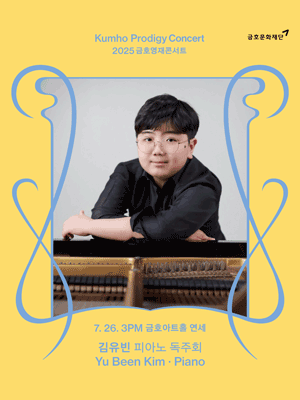 Kumho Prodigy Concert
2025 금호영재콘서트
금호문화재단
7. 26. 3PM 금호아트홀 연세
김유빈 피아노 독주회
Yu Been Kim · Piano